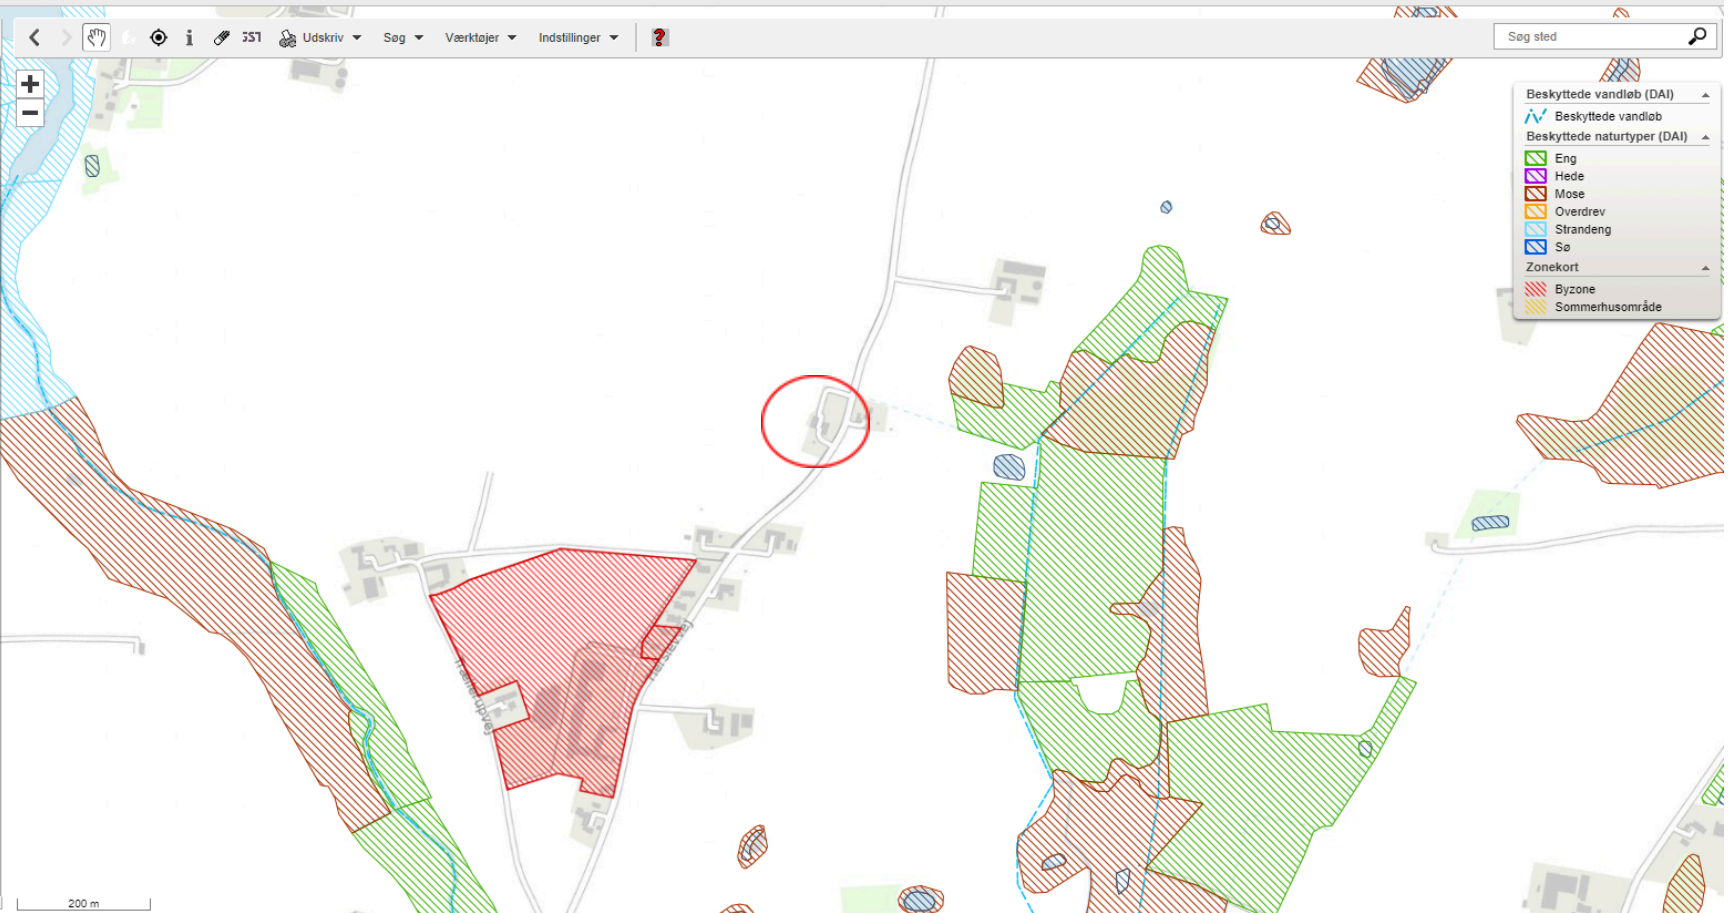 Udskriv
Søg
Værktøjer
Indstillinger
?
Søg sted
+
−
Beskyttede vandløb (DAI)
Beskyttede vandløb
Beskyttede naturtyper (DAI)
Eng
Hede
Mose
Overdrev
Strandeng
Sø
Zonekort
Byzone
Sommerhusområde
200 m